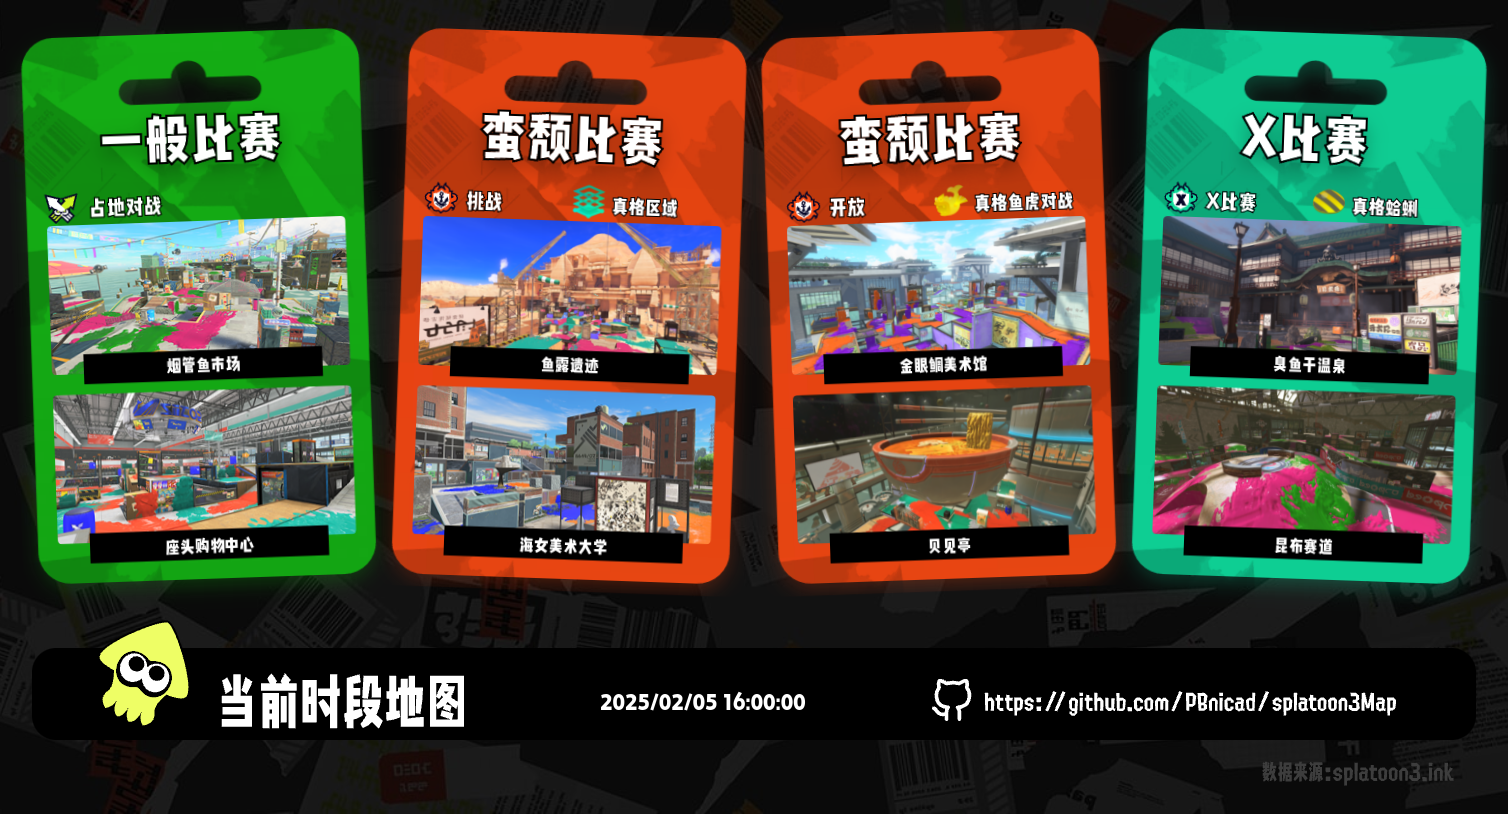 一般比赛
占地对战
烟管鱼市场
座头购物中心
蛮颓比赛
挑战
真格区域
鱼露遗迹
海女美术大学
蛮颓比赛
开放
真格鱼虎对战
金眼鲷美术馆
贝见亭
X比赛
X比赛
真格蛤蜊
臭鱼干温泉
昆布赛道
当前时段地图
2025/02/05 16:00:00
https://github.com/PBnicad/splatoon3Map
数据来源:splatoon3.ink